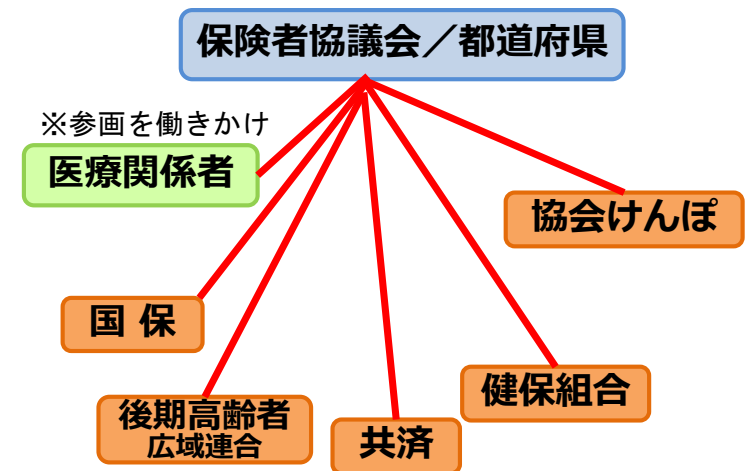 保険者協議会／都道府県
※参画を働きかけ
医療関係者
協会けんぽ
国 保
健保組合
後期高齢者
広域連合
共済